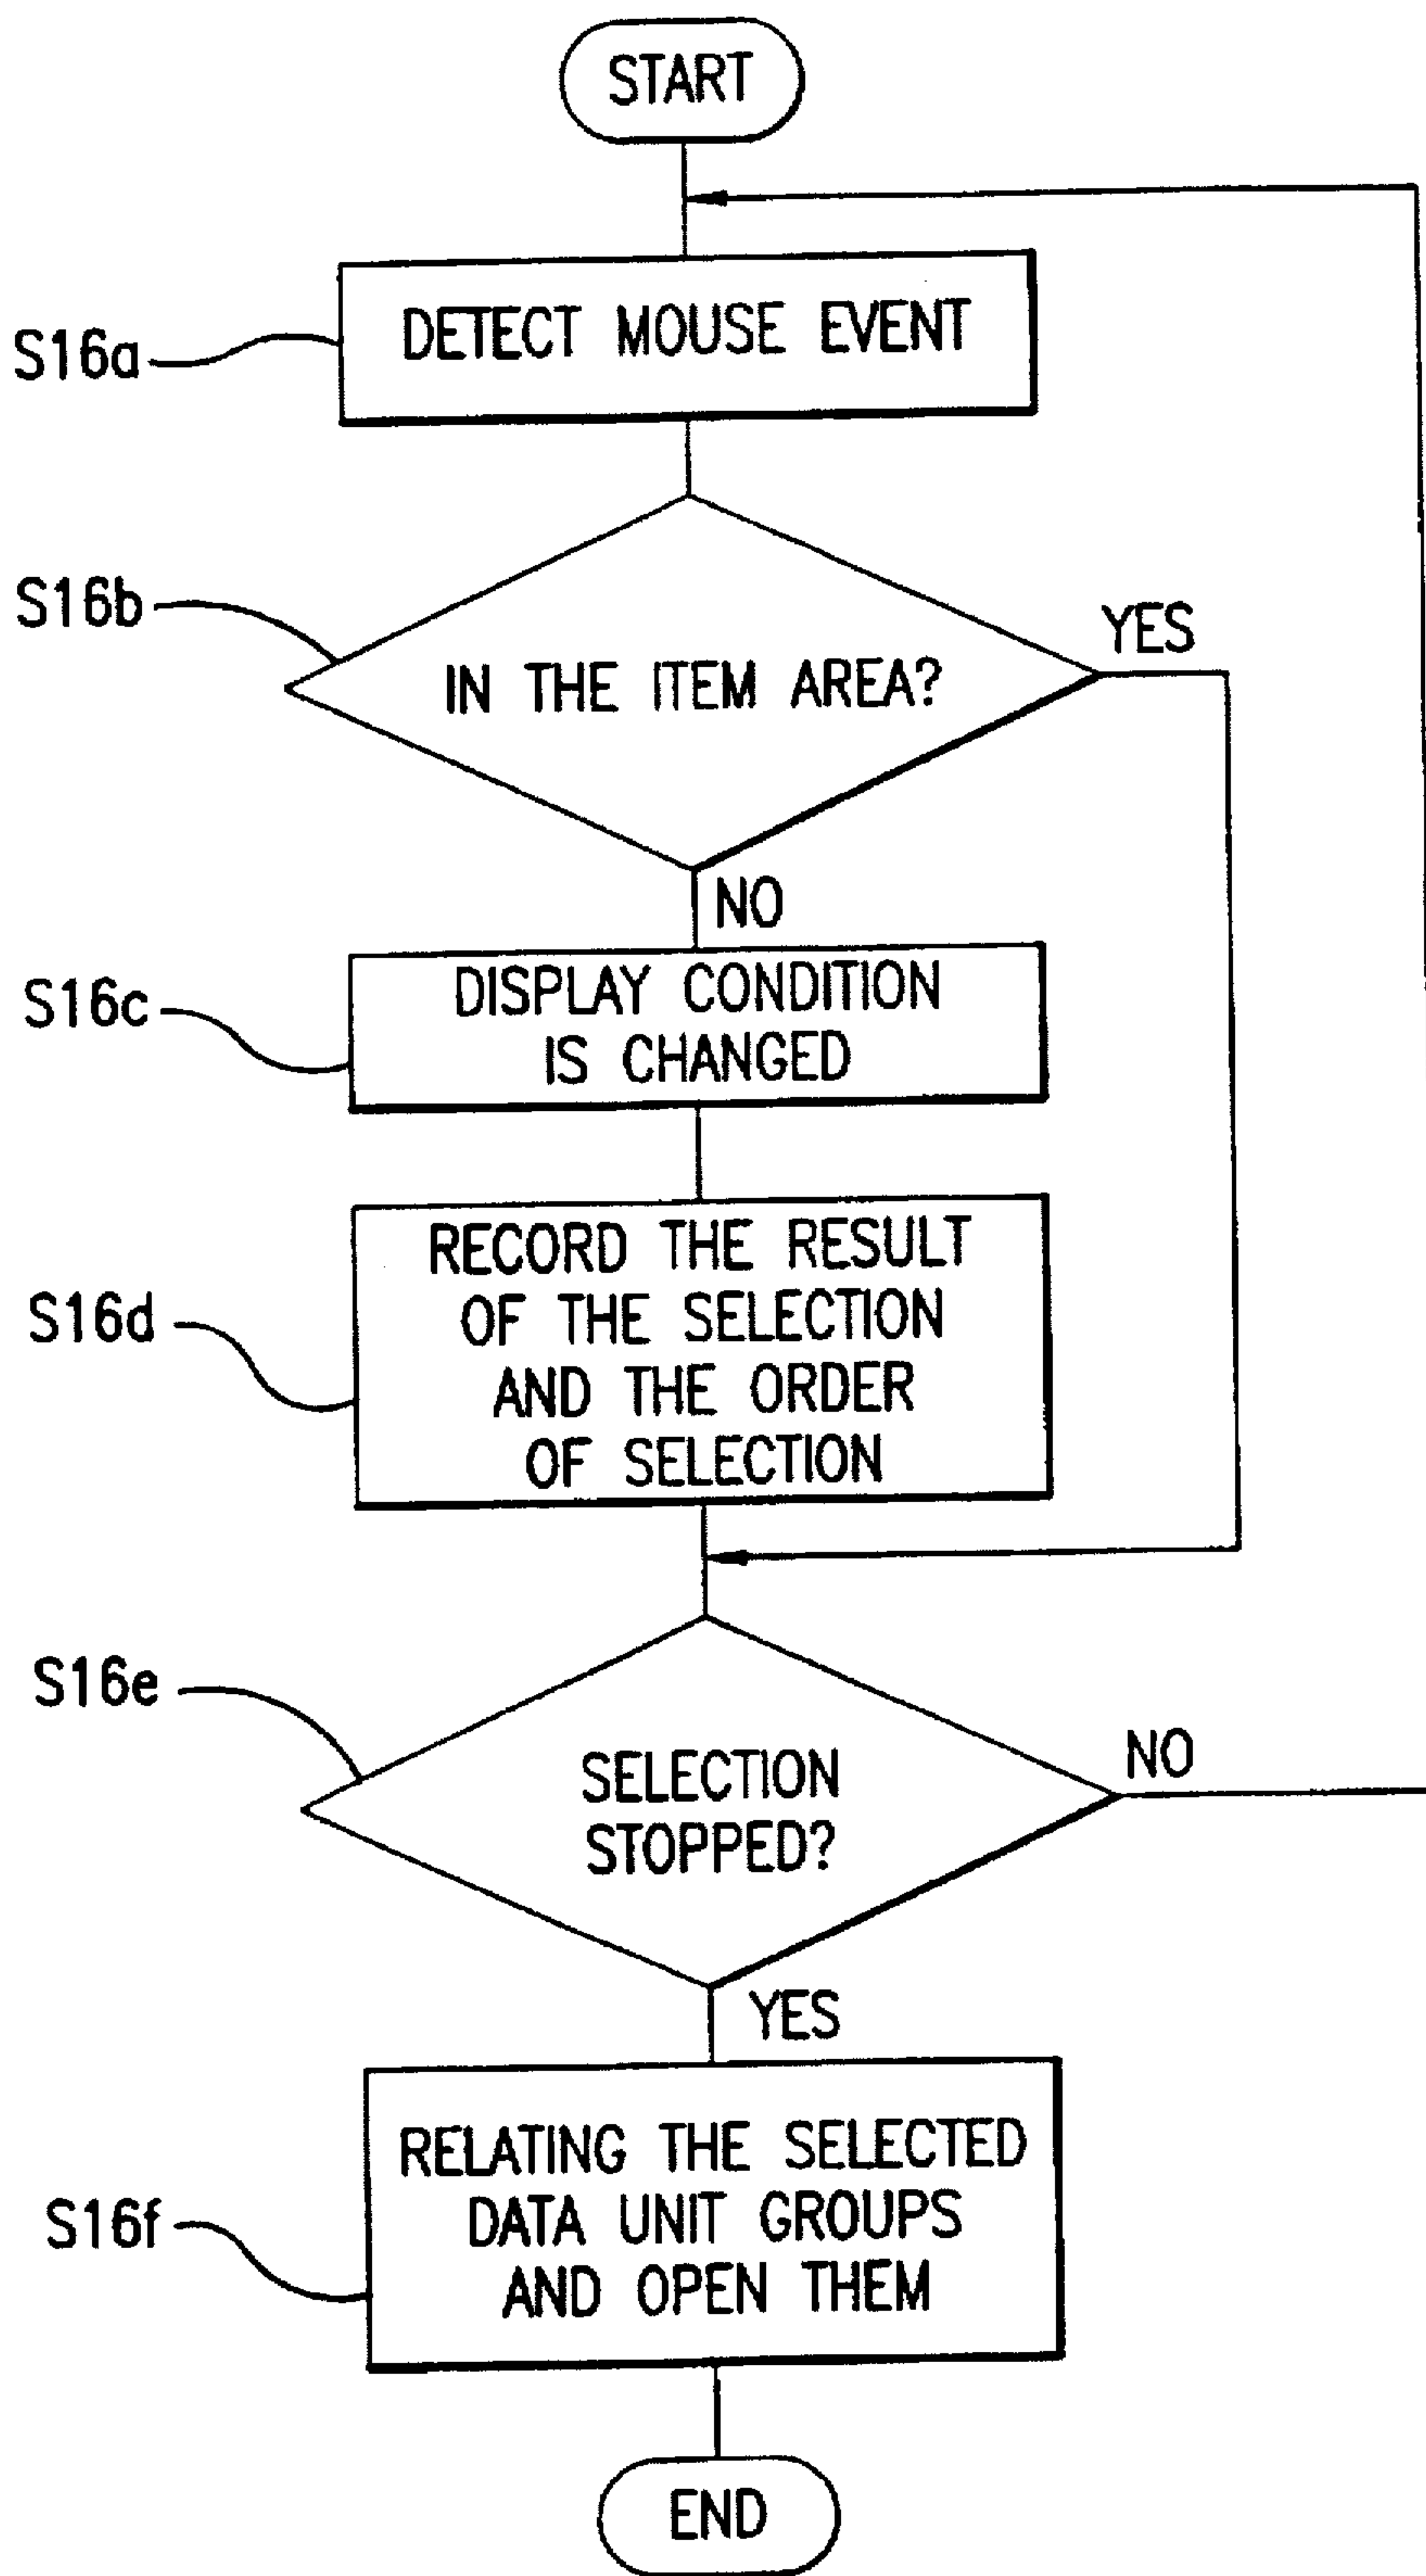 START
DETECT MOUSE EVENT
S16a
S16b
YES
IN THE ITEM AREA?
NO
S16c
DISPLAY CONDITION
IS CHANGED
RECORD THE RESULT
OF THE SELECTION
S16d
AND THE ORDER
OF SELECTION
S16e
NO
SELECTION
STOPPED?
YES
RELATING THE SELECTED
DATA UNIT GROUPS
S16f
AND OPEN THEM
END